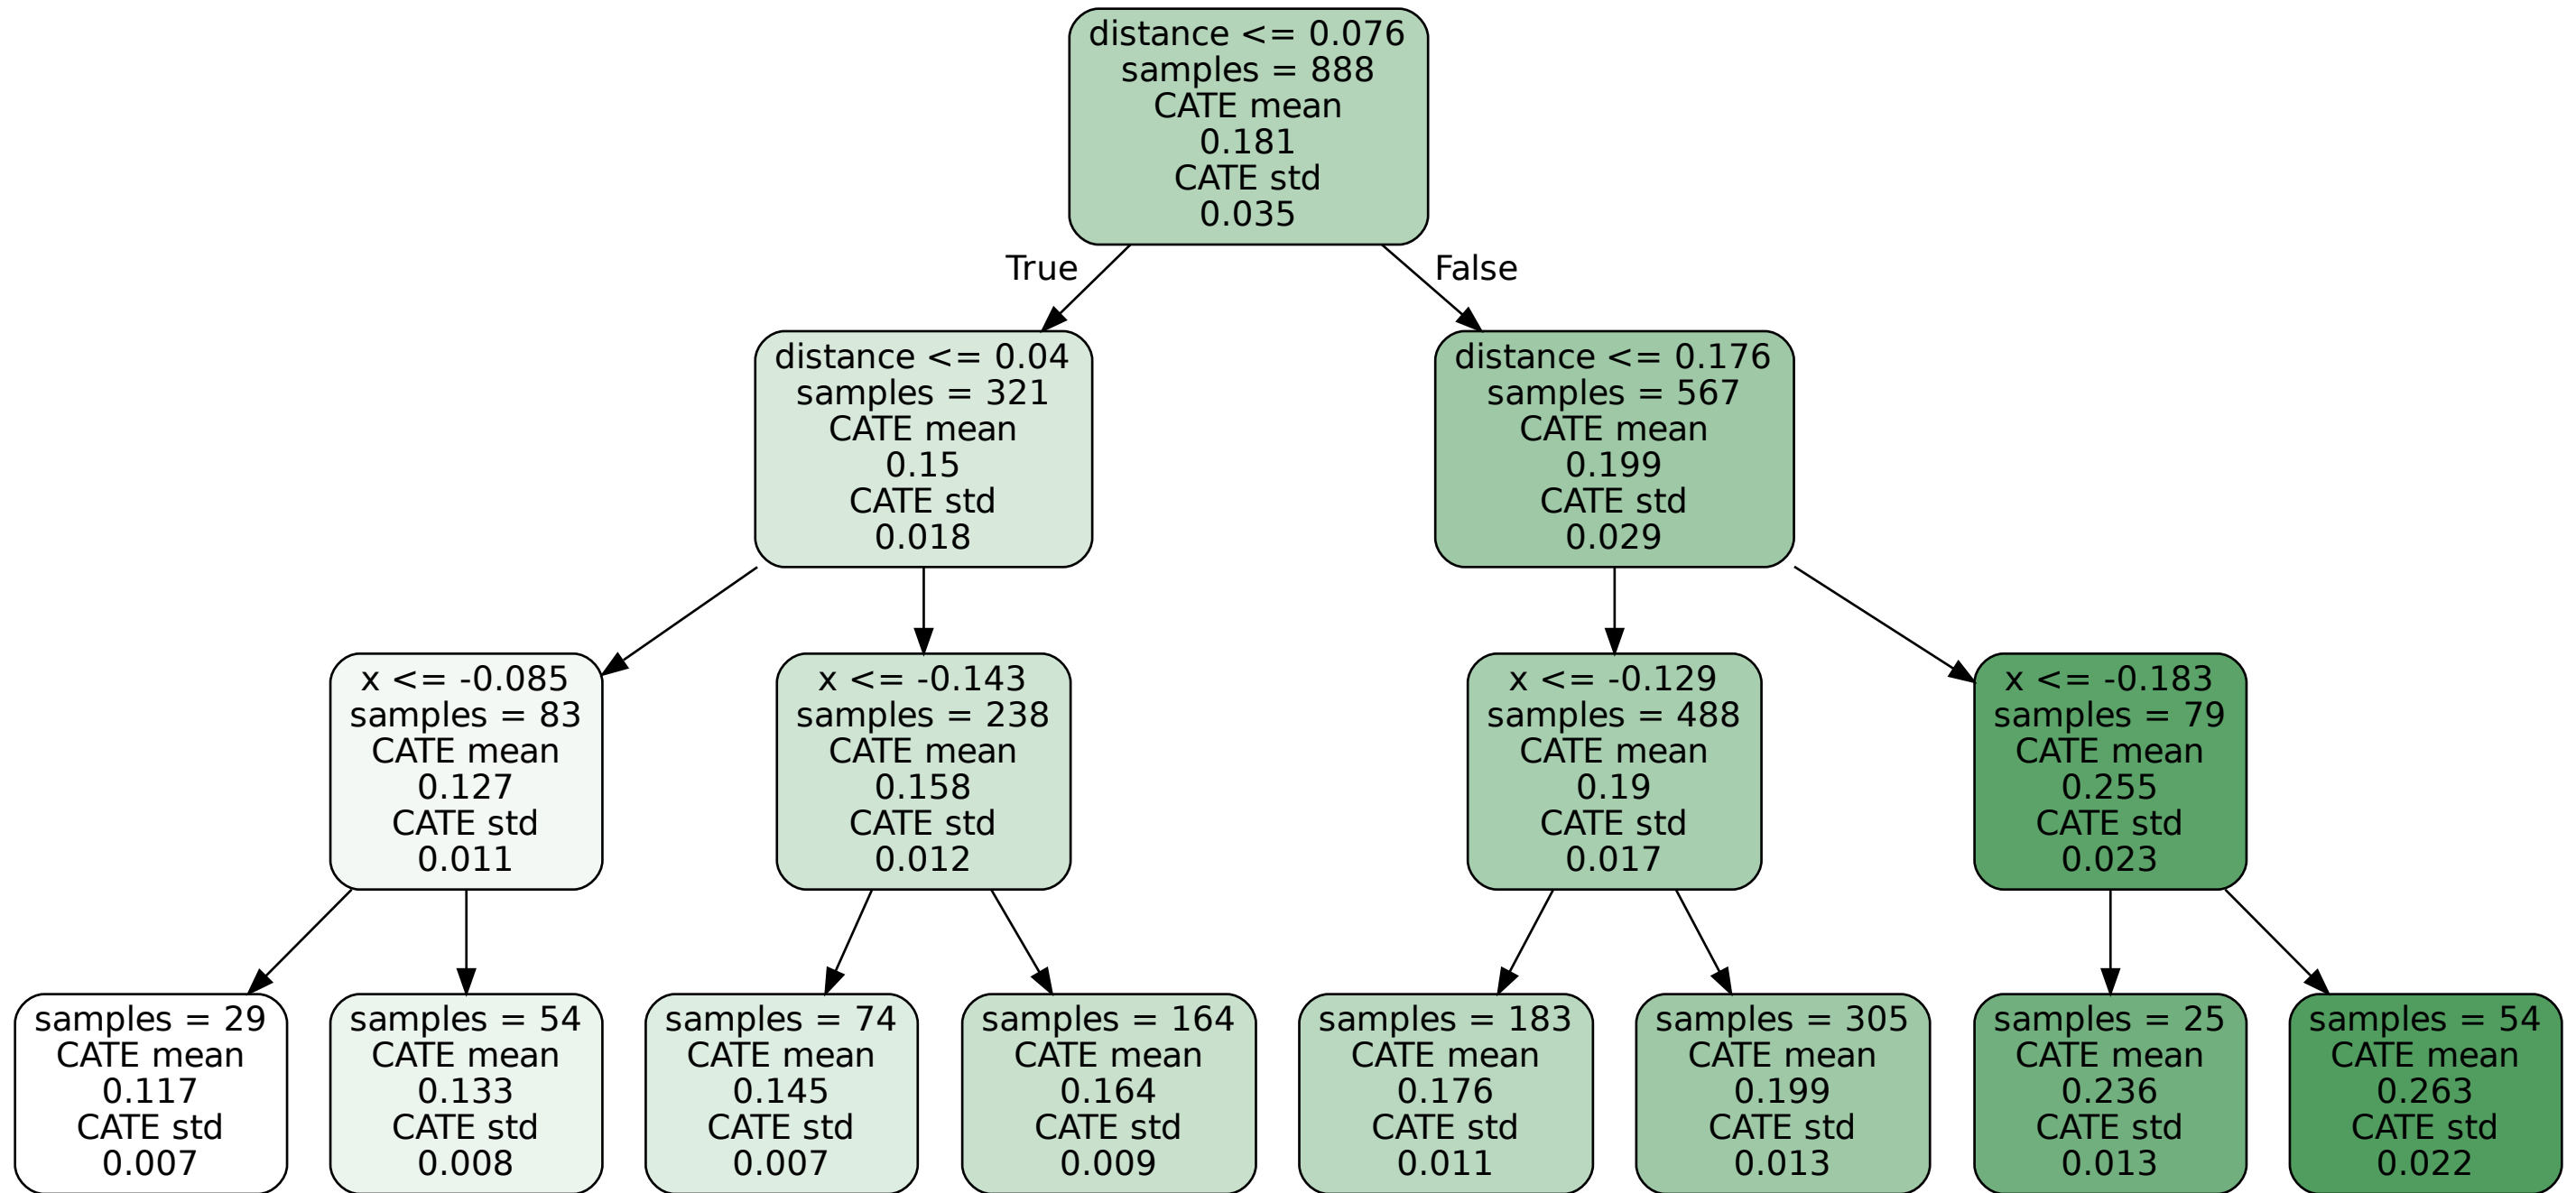 distance <= 0.076
samples = 888
CATE mean
0.181
CATE std
0.035
True
False
distance <= 0.04
samples = 321
CATE mean
0.15
CATE std
0.018
distance <= 0.176
samples = 567
CATE mean
0.199
CATE std
0.029
x <= -0.085
samples = 83
CATE mean
0.127
CATE std
0.011
x <= -0.143
samples = 238
CATE mean
0.158
CATE std
0.012
x <= -0.129
samples = 488
CATE mean
0.19
CATE std
0.017
x <= -0.183
samples = 79
CATE mean
0.255
CATE std
0.023
samples = 29
CATE mean
0.117
CATE std
0.007
samples = 54
CATE mean
0.133
CATE std
0.008
samples = 74
CATE mean
0.145
CATE std
0.007
samples = 164
CATE mean
0.164
CATE std
0.009
samples = 183
CATE mean
0.176
CATE std
0.011
samples = 305
CATE mean
0.199
CATE std
0.013
samples = 25
CATE mean
0.236
CATE std
0.013
samples = 54
CATE mean
0.263
CATE std
0.022